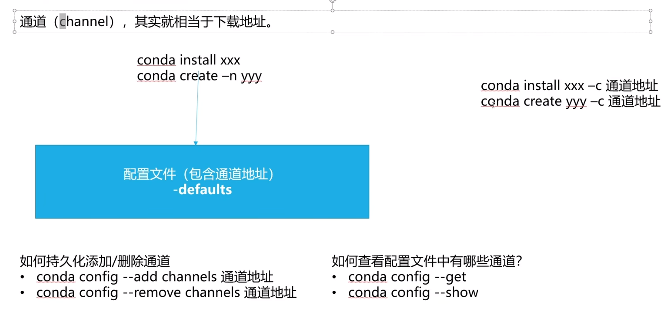 通道（channel），其实就相当于下载地址。
conda install xxx
conda create –n yyy
conda install xxx –c 通道地址
conda create yyy –c 通道地址
配置文件（包含通道地址）
-defaults
如何持久化添加/删除通道
• conda config --add channels 通道地址
• conda config --remove channels 通道地址
如何查看配置文件中有哪些通道？
• conda config --get
• conda config --show